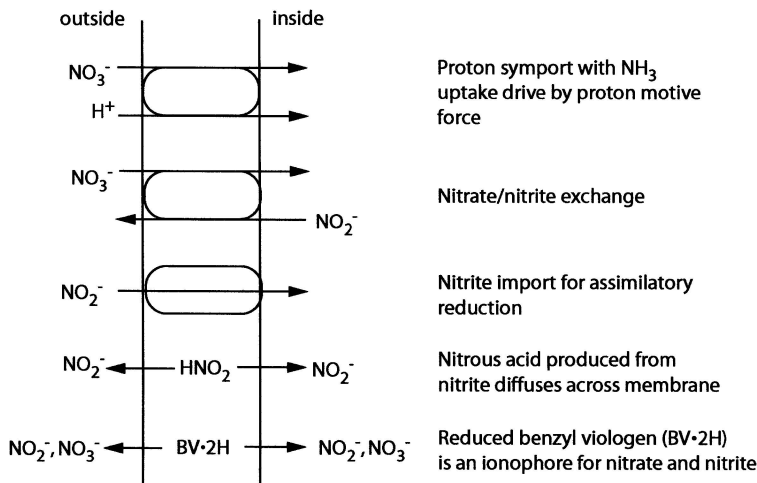 outside inside
NO₃⁻
H⁺
Proton symport with NH₃
uptake drive by proton motive
force
NO₃⁻
NO₂⁻
Nitrate/nitrite exchange
NO₂⁻
Nitrite import for assimilatory
reduction
NO₂⁻ HNO₂ NO₂⁻
Nitrous acid produced from
nitrite diffuses across membrane
NO₂⁻, NO₃⁻ BV•2H NO₂⁻, NO₃⁻
Reduced benzyl viologen (BV•2H)
is an ionophore for nitrate and nitrite